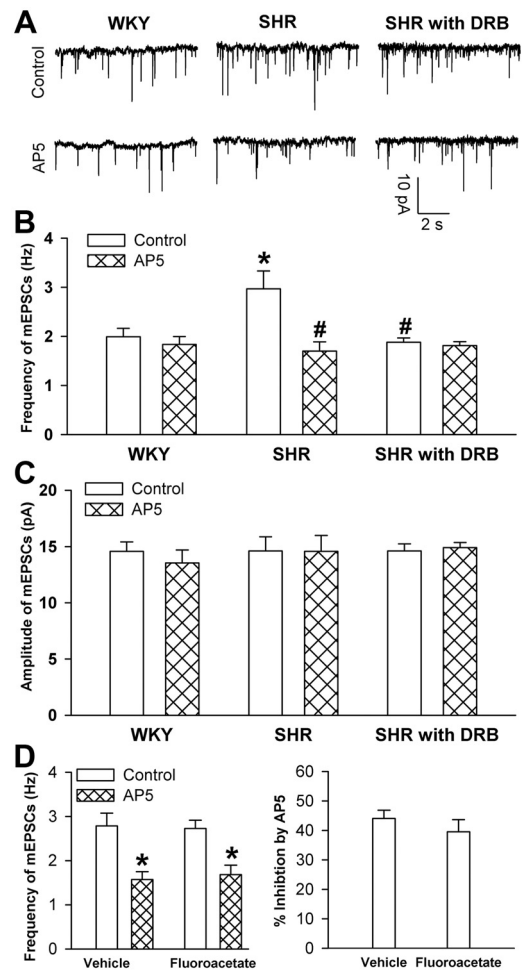 A
WKY
SHR
SHR with DRB
Control
AP5
10 pA
2 s
B
Frequency of mEPSCs (Hz)
4
3
2
1
0
Control
AP5
*
#
#
WKY
SHR
SHR with DRB
C
Amplitude of mEPSCs (pA)
20
15
10
5
0
Control
AP5
WKY
SHR
SHR with DRB
D
Frequency of mEPSCs (Hz)
4
3
2
1
0
Control
AP5
*
*
Vehicle
Fluoroacetate
% Inhibtion by AP5
60
50
40
30
20
10
0
Vehicle
Fluoroacetate